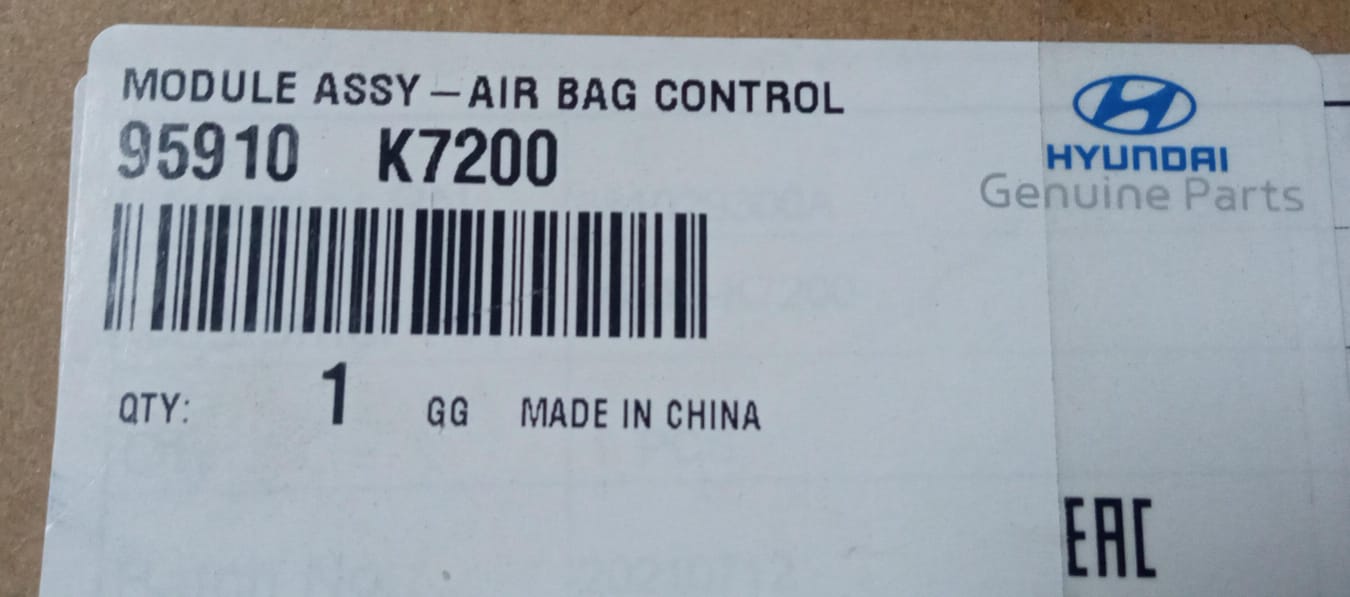 MODULE ASSY – AIR BAG CONTROL
95910 K7200
HYUNDAI
Genuine Parts
QTY: 1 GG MADE IN CHINA
EAC